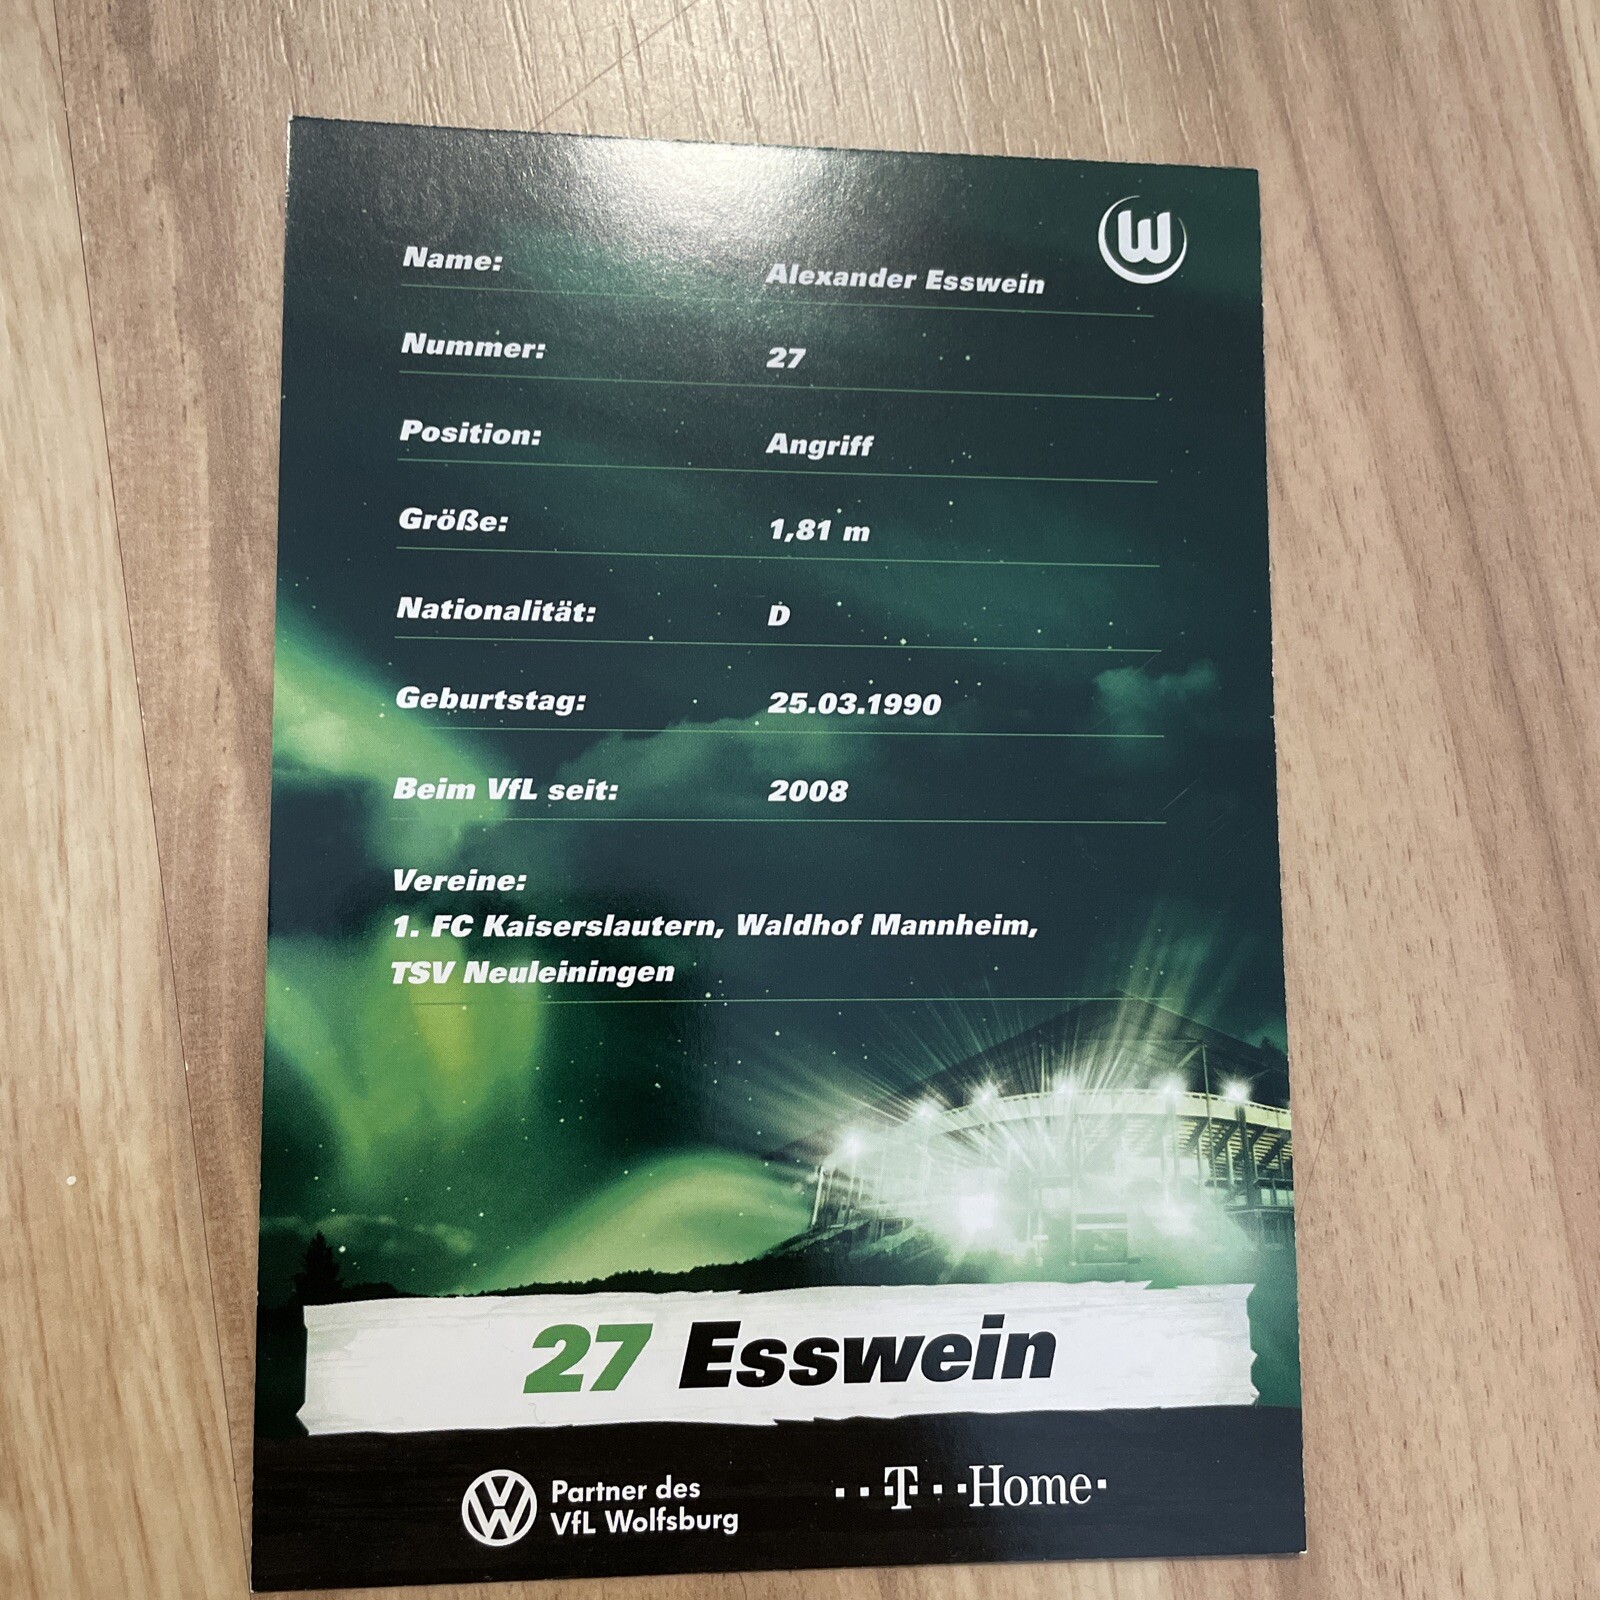 W
Name: Alexander Esswein
Nummer: 27
Position: Angriff
Größe: 1,81 m
Nationalität: D
Geburtstag: 25.03.1990
Beim VfL seit: 2008
Vereine:
1. FC Kaiserslautern, Waldhof Mannheim,
TSV Neuleiningen
27 Esswein
VW Partner des
VfL Wolfsburg
· · T · · Home ·